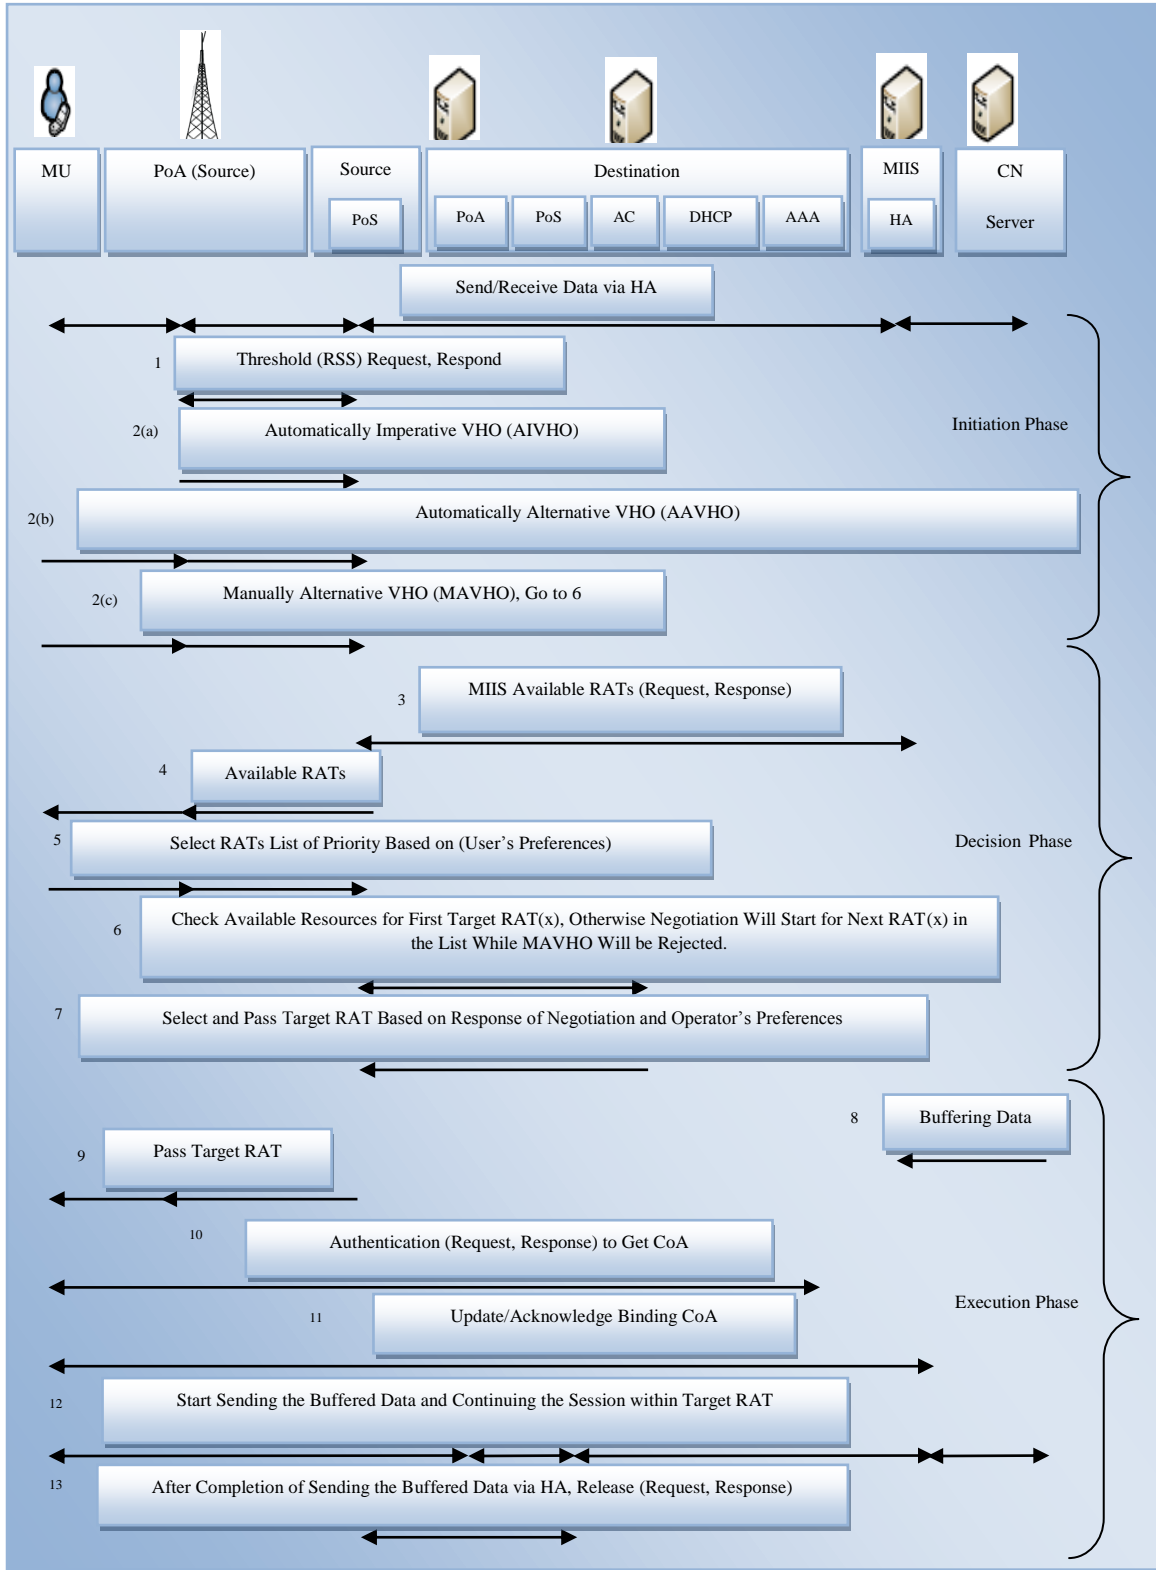 MU
PoA (Source)
Source
PoS
Destination
PoA
PoS
AC
DHCP
AAA
MIIS
HA
CN
Server
Send/Receive Data via HA
1
Threshold (RSS) Request, Respond
2(a)
Automatically Imperative VHO (AIVHO)
Initiation Phase
2(b)
Automatically Alternative VHO (AAVHO)
2(c)
Manually Alternative VHO (MAVHO), Go to 6
3
MIIS Available RATs (Request, Response)
4
Available RATs
5
Select RATs List of Priority Based on (User's Preferences)
Decision Phase
6
Check Available Resources for First Target RAT(x), Otherwise Negotiation Will Start for Next RAT(x) in
the List While MAVHO Will be Rejected.
7
Select and Pass Target RAT Based on Response of Negotiation and Operator's Preferences
8
Buffering Data
9
Pass Target RAT
10
Authentication (Request, Response) to Get CoA
11
Update/Acknowledge Binding CoA
Execution Phase
12
Start Sending the Buffered Data and Continuing the Session within Target RAT
13
After Completion of Sending the Buffered Data via HA, Release (Request, Response)